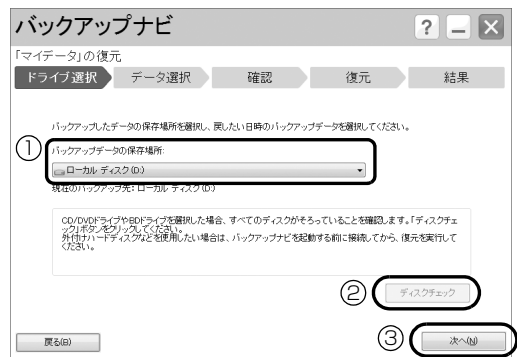 バックアップナビ
?
「マイデータ」の復元
ドライブ選択 データ選択 確認 復元 結果
バックアップしたデータの保存場所を選択し、戻したい日時のバックアップデータを選択してください。
①
バックアップデータの保存場所:
ローカル ディスク(D:)
現在のバックアップ先: ローカル ディスク(D:)
CD/DVDドライブやBDドライブを選択した場合、すべてのディスクがそろっていることを確認します。「ディスクチェ
ック」ボタンをクリックしてください。
外付けハードディスクなどを使用したい場合は、バックアップナビを起動する前に接続してから、復元を実行して
ください。
② ディスクチェック
戻る(B) ③ 次へ(N)